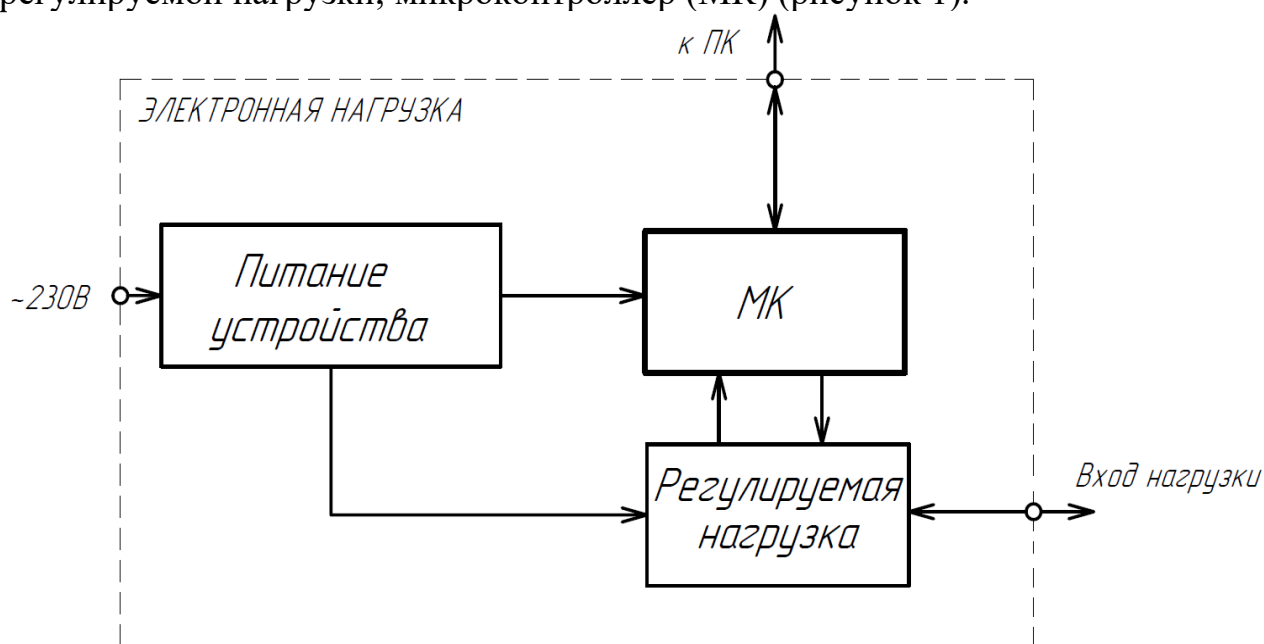 регулируемой нагрузки, микроконтроллер (МК) (рисунок 1).
к ПК
ЭЛЕКТРОННАЯ НАГРУЗКА
Питание
устройства
~230В
МК
Регулируемая
нагрузка
Вход нагрузки